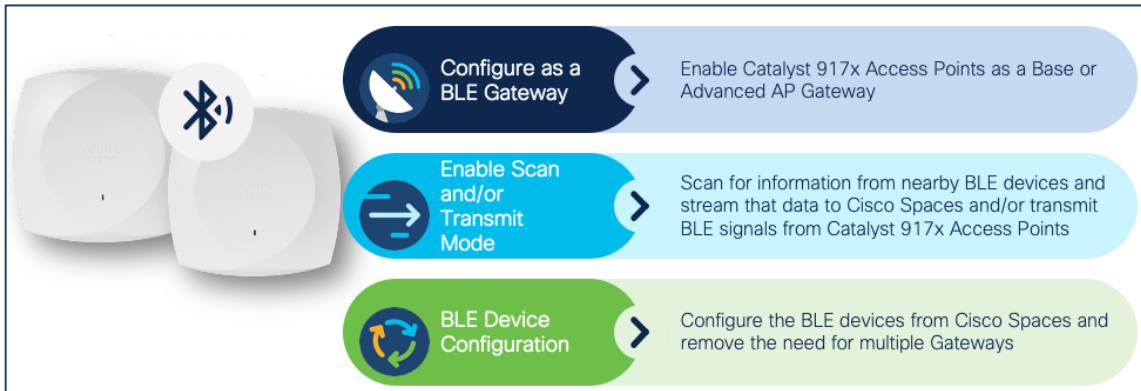 Configure as a
BLE Gateway
Enable Catalyst 917x Access Points as a Base or
Advanced AP Gateway
Enable Scan
and/or
Transmit
Mode
Scan for information from nearby BLE devices and
stream that data to Cisco Spaces and/or transmit
BLE signals from Catalyst 917x Access Points
BLE Device
Configuration
Configure the BLE devices from Cisco Spaces and
remove the need for multiple Gateways